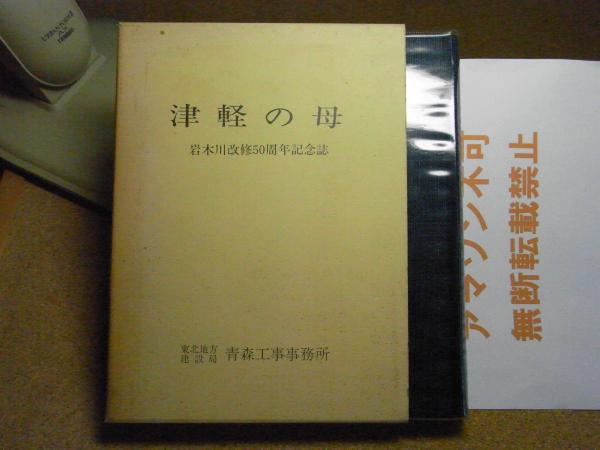 津軽の母
岩木川改修50周年記念誌
東北地方
建設局
青森工事事務所
アマゾン不可
無断転載禁止